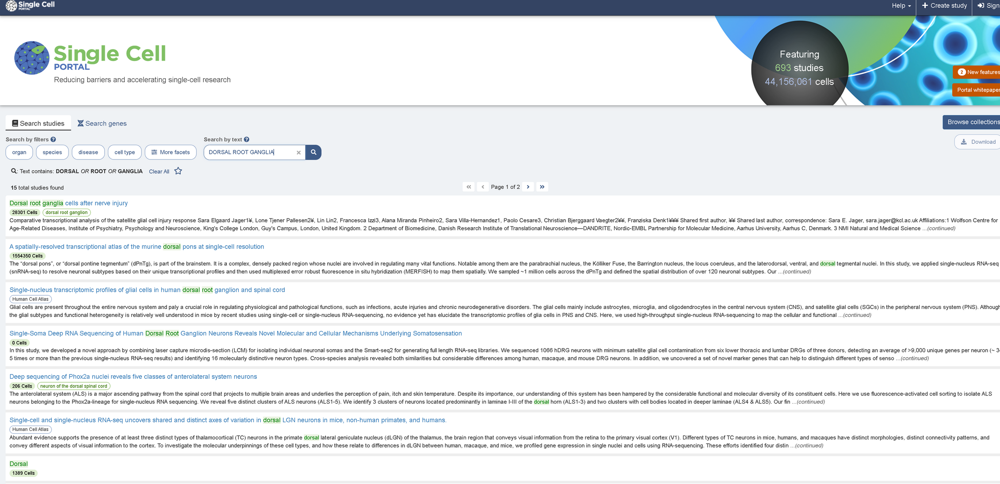 Single Cell
PORTAL
Help
Create study
Sign
Single Cell
PORTAL
Reducing barriers and accelerating single-cell research
Featuring
693 studies
44,156,061 cells
2 New features
Portal whitepaper
Search studies
Search genes
Browse collections
Search by filters ?
Search by text ?
Download
organ
species
disease
cell type
More facets
DORSAL ROOT GANGLIA
: Text contains: DORSAL OR ROOT OR GANGLIA Clear All
15 total studies found
Page 1 of 2
Dorsal root ganglia cells after nerve injury
28301 Cells dorsal root ganglion
Comparative transcriptional analysis of the satellite glial cell injury response Sara Elgaard Jager1¥, Lone Tjener Pallesen2¥, Lin Lin2, Francesca Izzi3, Alana Miranda Pinheiro2, Sara Villa-Hernandez1, Paolo Cesare3, Christian Bjerggaard Vaegter2¥¥, Franziska Denk1¥¥¥ Shared first author, ¥¥ Shared last author, correspondence: Sara E. Jager, sara.jager@kcl.ac.uk Affiliations:1 Wolfson Centre for
Age-Related Diseases, Institute of Psychiatry, Psychology and Neuroscience, King's College London, Guy's Campus, London, United Kingdom. 2 Department of Biomedicine, Danish Research Institute of Translational Neuroscience—DANDRITE, Nordic-EMBL Partnership for Molecular Medicine, Aarhus University, Aarhus C, Denmark. 3 NMI Natural and Medical Science ...(continued)
A spatially-resolved transcriptional atlas of the murine dorsal pons at single-cell resolution
1554350 Cells
The “dorsal pons”, or “dorsal pontine tegmentum” (dPnTg), is part of the brainstem. It is a complex, densely packed region whose nuclei are involved in regulating many vital functions. Notable among them are the parabrachial nucleus, the Kölliker Fuse, the Barrington nucleus, the locus coeruleus, and the laterodorsal, ventral, and dorsal tegmental nuclei. In this study, we applied single-nucleus RNA-seq
(snRNA-seq) to resolve neuronal subtypes based on their unique transcriptional profiles and then used multiplexed error robust fluorescence in situ hybridization (MERFISH) to map them spatially. We sampled ~1 million cells across the dPnTg and defined the spatial distribution of over 120 neuronal subtypes. Our ...(continued)
Single-nucleus transcriptomic profiles of glial cells in human dorsal root ganglion and spinal cord
Human Cell Atlas
Glial cells are present throughout the entire nervous system and paly a crucial role in regulating physiological and pathological functions, such as infections, acute injuries and chronic neurodegenerative disorders. The glial cells mainly include astrocytes, microglia, and oligodendrocytes in the central nervous system (CNS), and satellite glial cells (SGCs) in the peripheral nervous system (PNS). Although
the glial subtypes and functional heterogeneity is relatively well understood in mice by recent studies using single-cell or single-nucleus RNA-sequencing, no evidence yet has elucidate the transcriptomic profiles of glia cells in PNS and CNS. Here, we used high-throughput single-nucleus RNA-sequencing to map the cellular and functional ...(continued)
Single-Soma Deep RNA Sequencing of Human Dorsal Root Ganglion Neurons Reveals Novel Molecular and Cellular Mechanisms Underlying Somatosensation
0 Cells
In this study, we developed a novel approach by combining laser capture microdis-section (LCM) for isolating individual neuronal somas and the Smart-seq2 for generating full length RNA-seq libraries. We sequenced 1066 hDRG neurons with minimum satellite glial cell contamination from six lower thoracic and lumbar DRGs of three donors, detecting an average of >9,000 unique genes per neuron (~ 3-
5 times or more than the previous single-nucleus RNA-seq results) and identifying 16 molecularly distinctive neuron types. Cross-species analysis revealed both similarities but considerable differences among human, macaque, and mouse DRG neurons. In addition, we uncovered a set of novel marker genes that can help to distinguish different types of senso ...(continued)
Deep sequencing of Phox2a nuclei reveals five classes of anterolateral system neurons
206 Cells neuron of the dorsal spinal cord
The anterolateral system (ALS) is a major ascending pathway from the spinal cord that projects to multiple brain areas and underlies the perception of pain, itch and skin temperature. Despite its importance, our understanding of this system has been hampered by the considerable functional and molecular diversity of its constituent cells. Here we use fluorescence-activated cell sorting to isolate ALS
neurons belonging to the Phox2a-lineage for single-nucleus RNA sequencing. We reveal five distinct clusters of ALS neurons (ALS1-5). We identify 3 clusters of neurons located predominantly in laminae I-III of the dorsal horn (ALS1-3) and two clusters with cell bodies located in deeper laminae (ALS4 & ALS5). Our fin ...(continued)
Single-cell and single-nucleus RNA-seq uncovers shared and distinct axes of variation in dorsal LGN neurons in mice, non-human primates, and humans.
Human Cell Atlas
Abundant evidence supports the presence of at least three distinct types of thalamocortical (TC) neurons in the primate dorsal lateral geniculate nucleus (dLGN) of the thalamus, the brain region that conveys visual information from the retina to the primary visual cortex (V1). Different types of TC neurons in mice, humans, and macaques have distinct morphologies, distinct connectivity patterns, and
convey different aspects of visual information to the cortex. To investigate the molecular underpinnings of these cell types, and how these relate to differences in dLGN between human, macaque, and mice, we profiled gene expression in single nuclei and cells using RNA-sequencing. These efforts identified four distin ...(continued)
Dorsal
1389 Cells